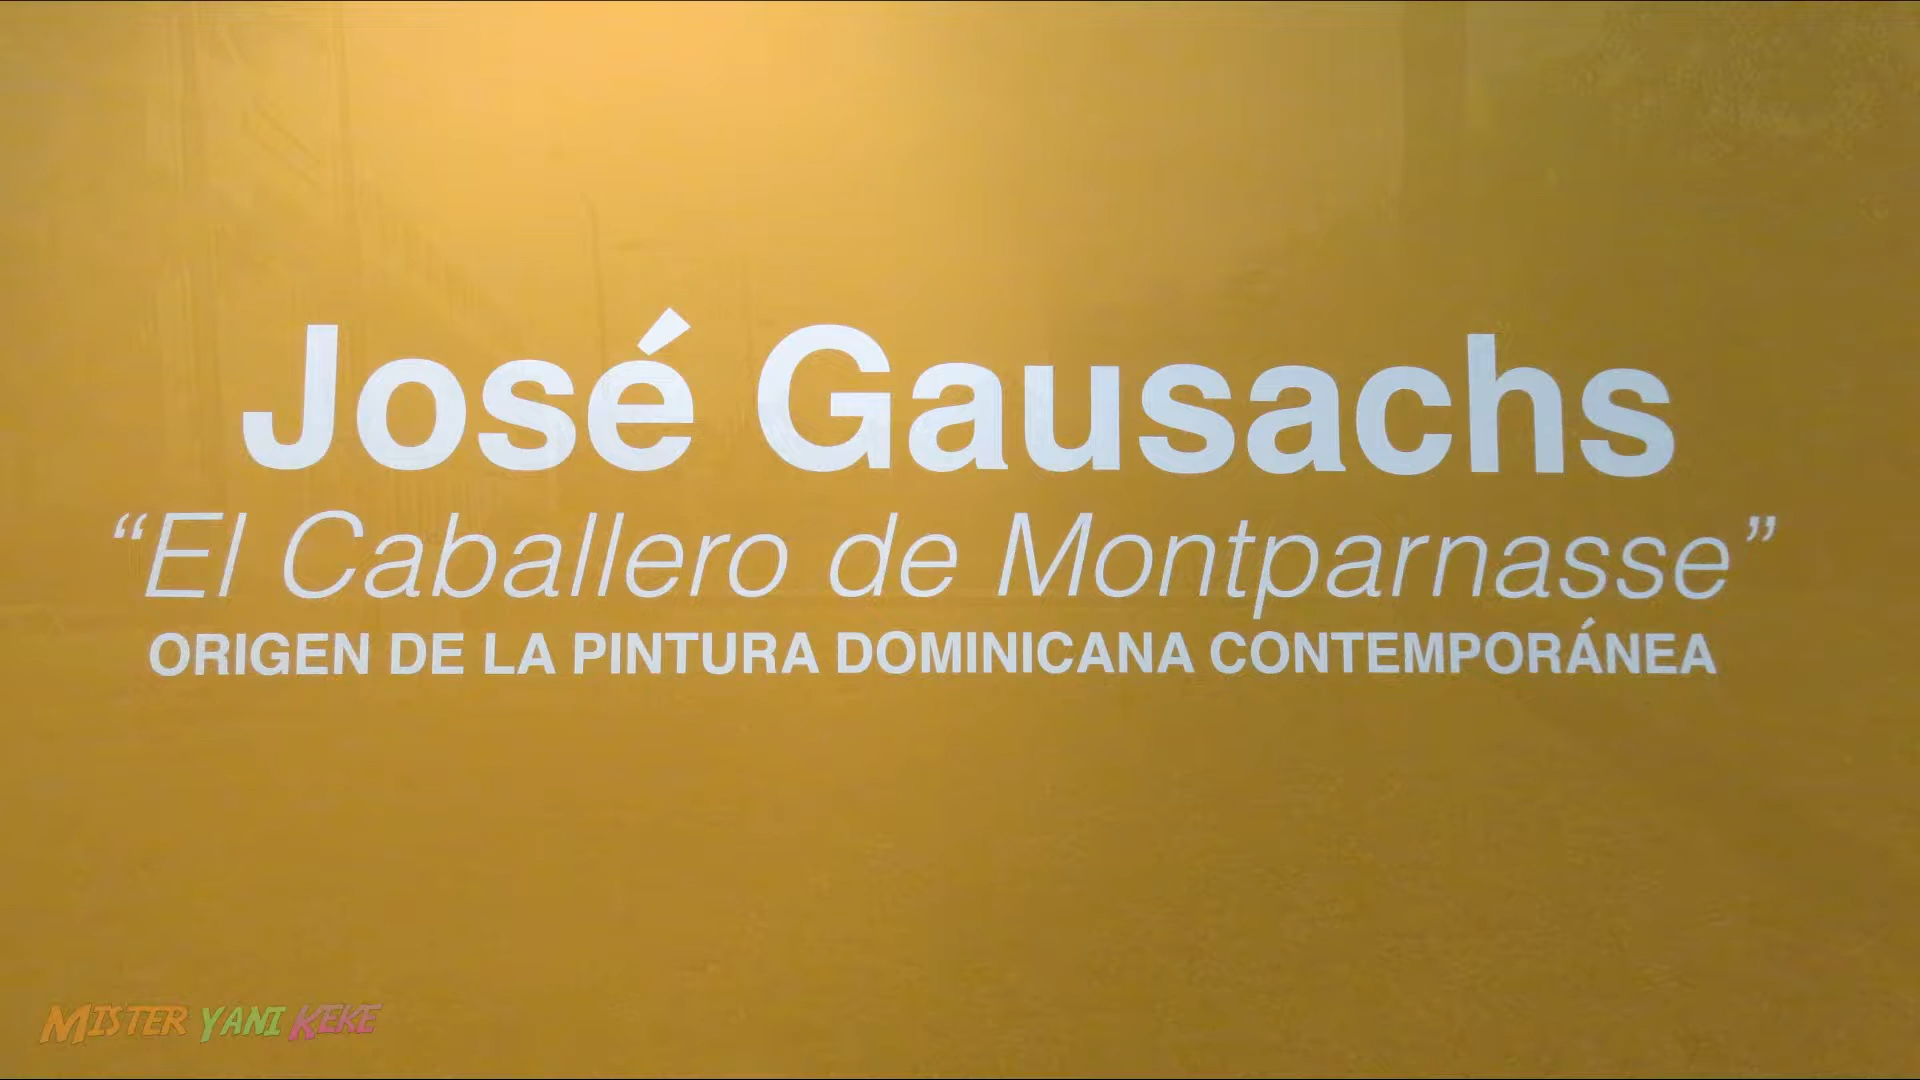 José Gausachs
“El Caballero de Montparnasse”
ORIGEN DE LA PINTURA DOMINICANA CONTEMPORÁNEA
MISTER YANI KEKE